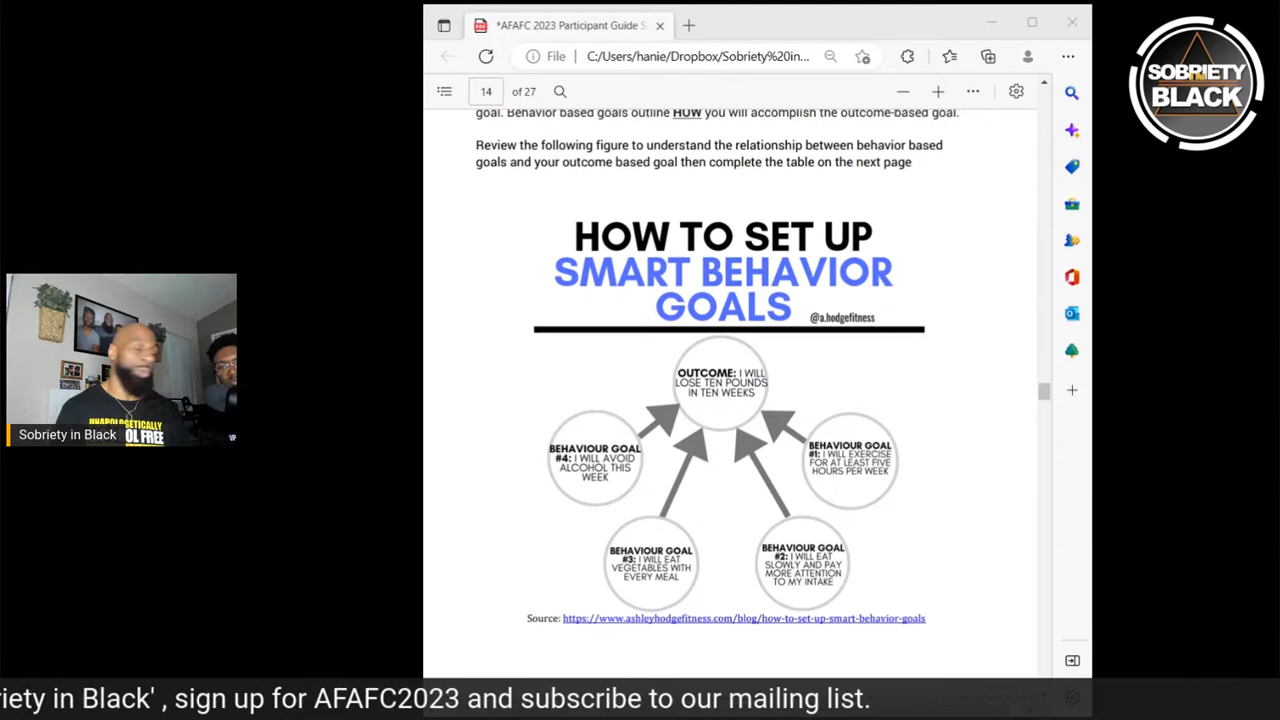 *AFAFC 2023 Participant Guide S
File
C:/Users/hanie/Dropbox/Sobriety%20in...
14
of 27
goal. Behavior based goals outline HOW you will accomplish the outcome-based goal.
Review the following figure to understand the relationship between behavior based
goals and your outcome based goal then complete the table on the next page
HOW TO SET UP
SMART BEHAVIOR
GOALS
@a.hodgefitness
OUTCOME: I WILL
LOSE TEN POUNDS
IN TEN WEEKS
BEHAVIOUR GOAL
#4: I WILL AVOID
ALCOHOL THIS
WEEK
BEHAVIOUR GOAL
#1: I WILL EXERCISE
FOR AT LEAST FIVE
HOURS PER WEEK
BEHAVIOUR GOAL
#3: I WILL EAT
VEGETABLES WITH
EVERY MEAL
BEHAVIOUR GOAL
#2: I WILL EAT
SLOWLY AND PAY
MORE ATTENTION
TO MY INTAKE
Source: https://www.ashleyhodgefitness.com/blog/how-to-set-up-smart-behavior-goals
SOBRIETY
IN
BLACK
UNAPOLOGETICALLY
OL FREE
Sobriety in Black
riety in Black' , sign up for AFAFC2023 and subscribe to our mailing list.